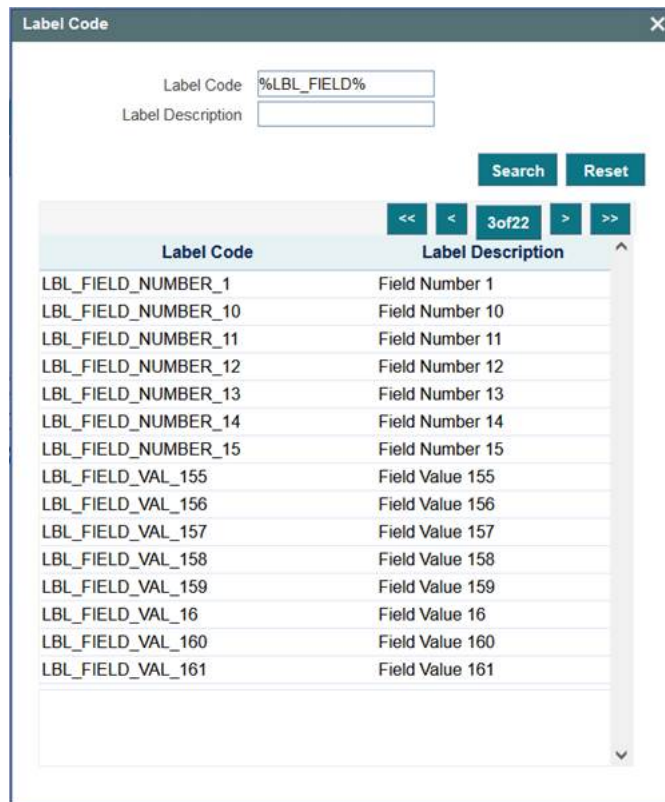 Label Code ×
Label Code %LBL_FIELD%
Label Description
Search Reset
<< < 3of22 > >>
Label Code Label Description
LBL_FIELD_NUMBER_1 Field Number 1
LBL_FIELD_NUMBER_10 Field Number 10
LBL_FIELD_NUMBER_11 Field Number 11
LBL_FIELD_NUMBER_12 Field Number 12
LBL_FIELD_NUMBER_13 Field Number 13
LBL_FIELD_NUMBER_14 Field Number 14
LBL_FIELD_NUMBER_15 Field Number 15
LBL_FIELD_VAL_155 Field Value 155
LBL_FIELD_VAL_156 Field Value 156
LBL_FIELD_VAL_157 Field Value 157
LBL_FIELD_VAL_158 Field Value 158
LBL_FIELD_VAL_159 Field Value 159
LBL_FIELD_VAL_16 Field Value 16
LBL_FIELD_VAL_160 Field Value 160
LBL_FIELD_VAL_161 Field Value 161